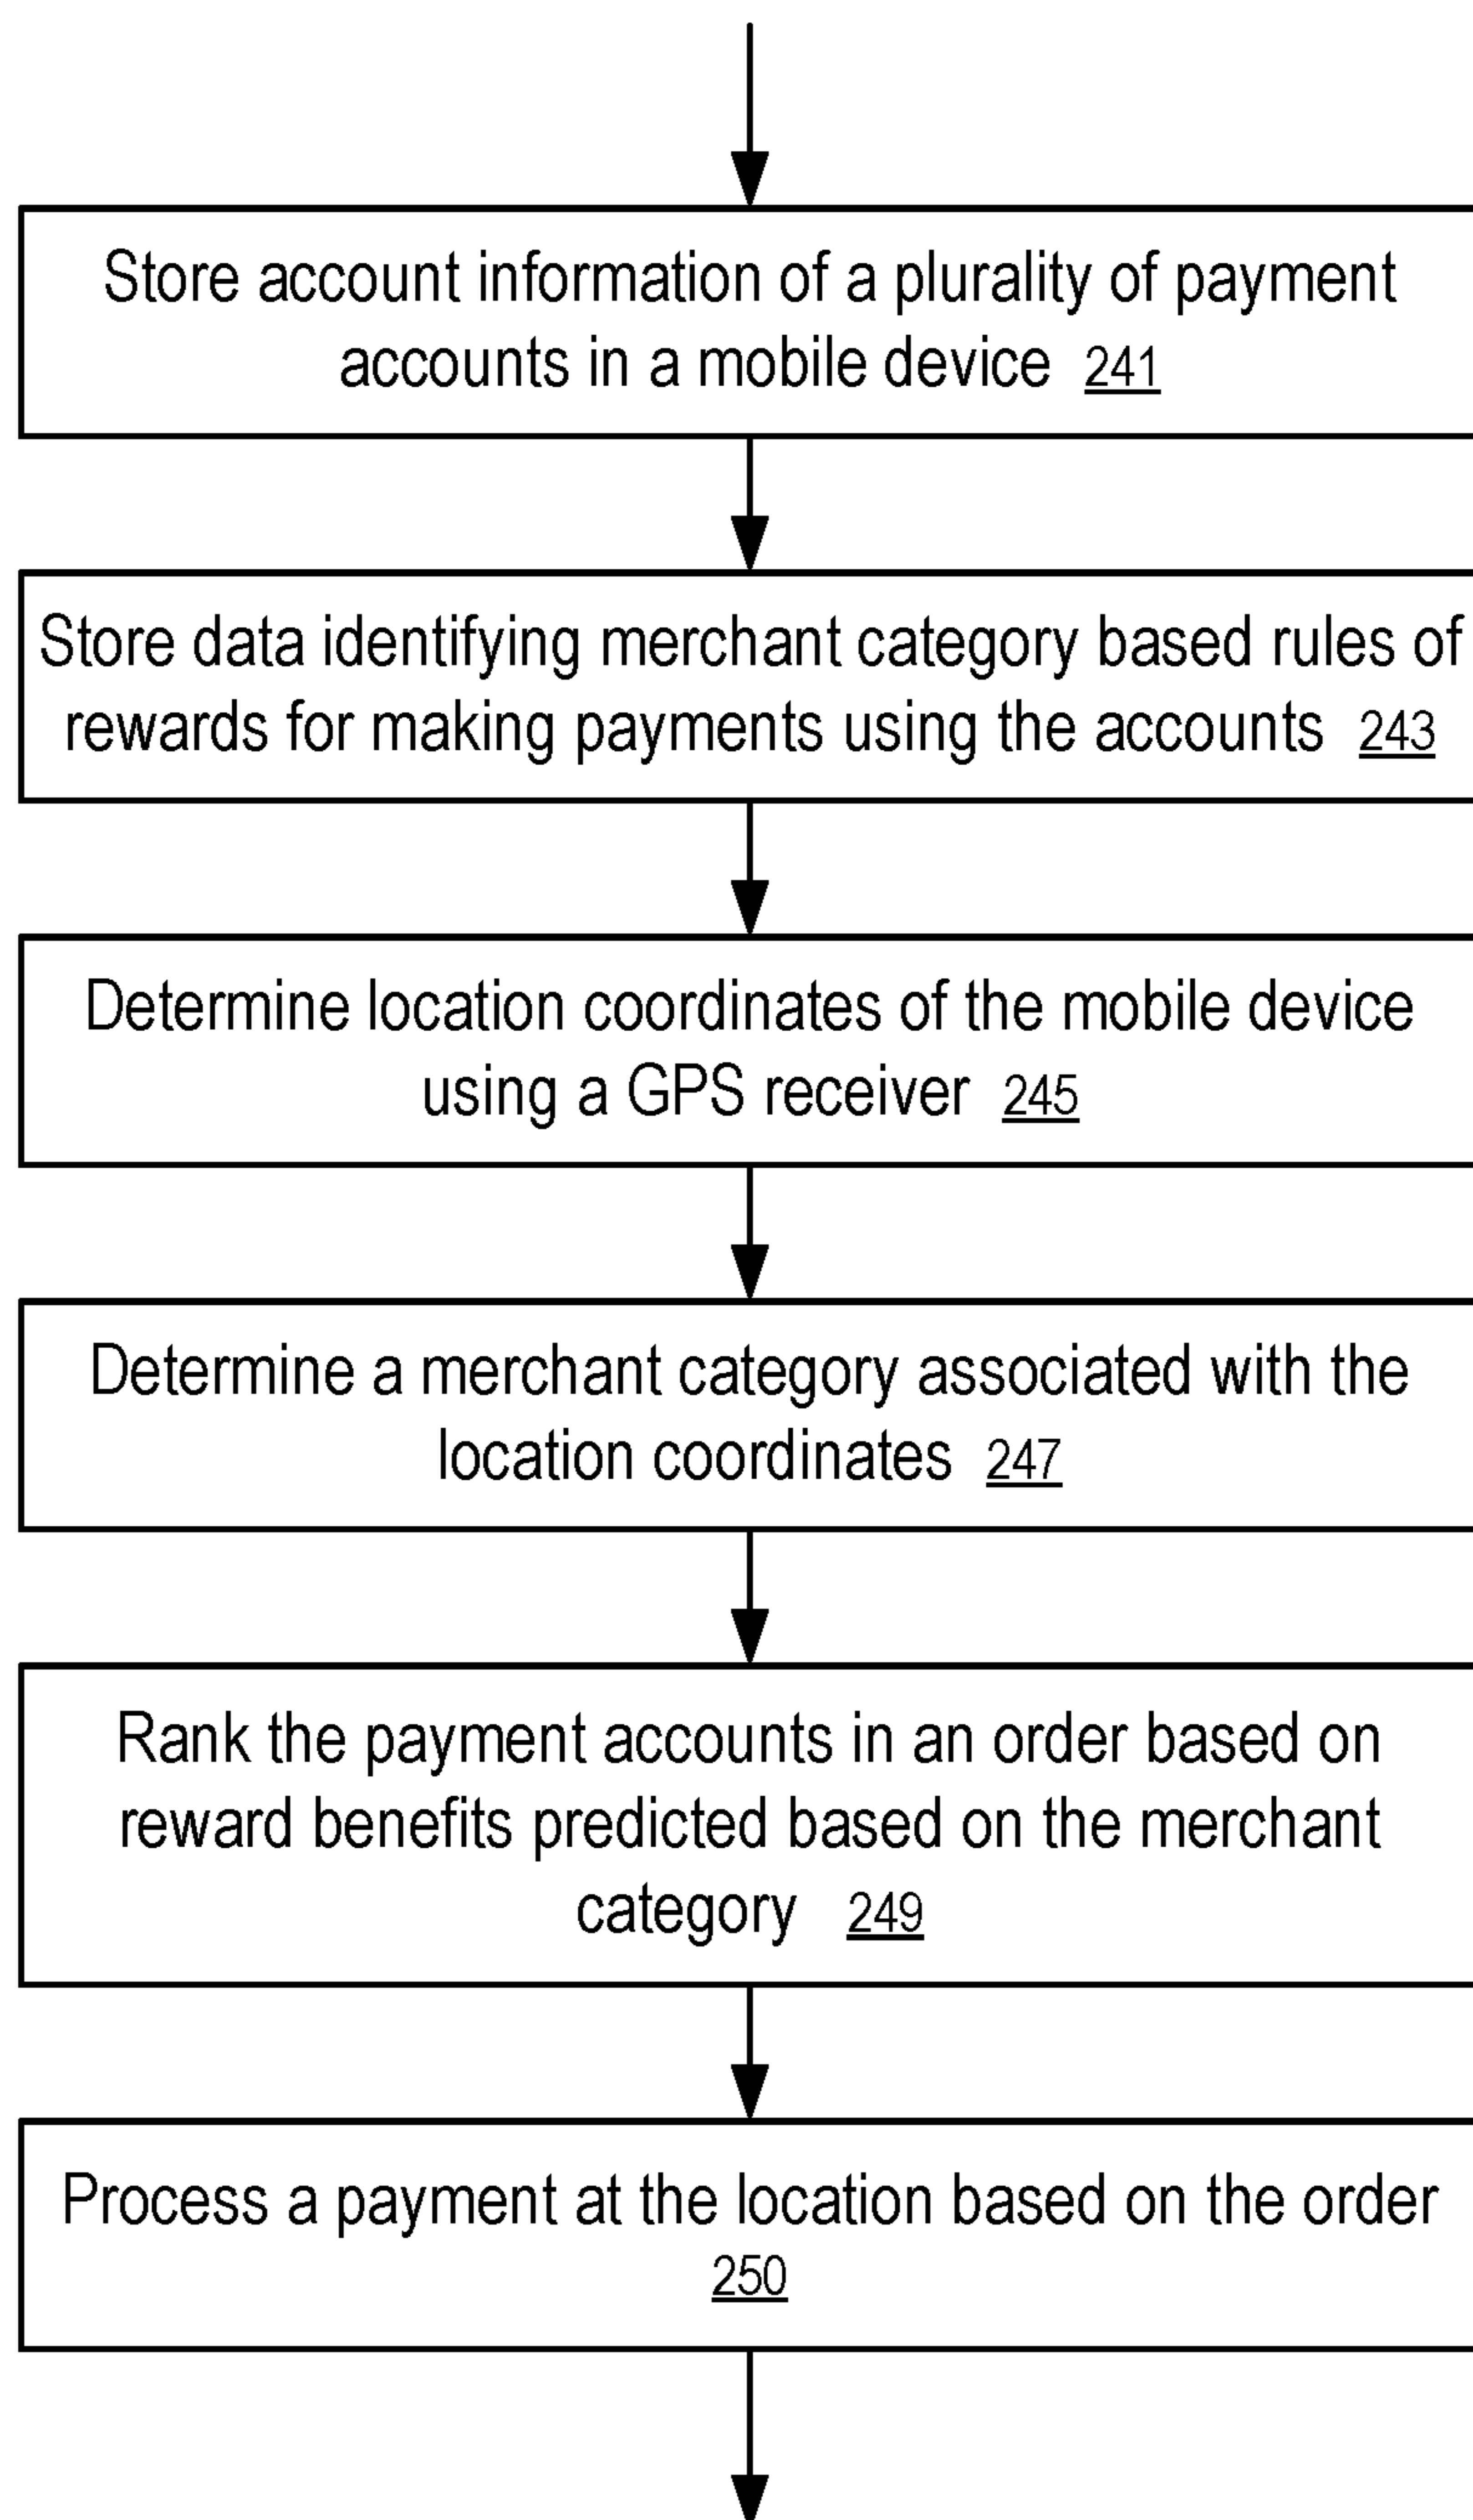 Store account information of a plurality of payment
accounts in a mobile device 241
Store data identifying merchant category based rules of
rewards for making payments using the accounts 243
Determine location coordinates of the mobile device
using a GPS receiver 245
Determine a merchant category associated with the
location coordinates 247
Rank the payment accounts in an order based on
reward benefits predicted based on the merchant
category 249
Process a payment at the location based on the order
250